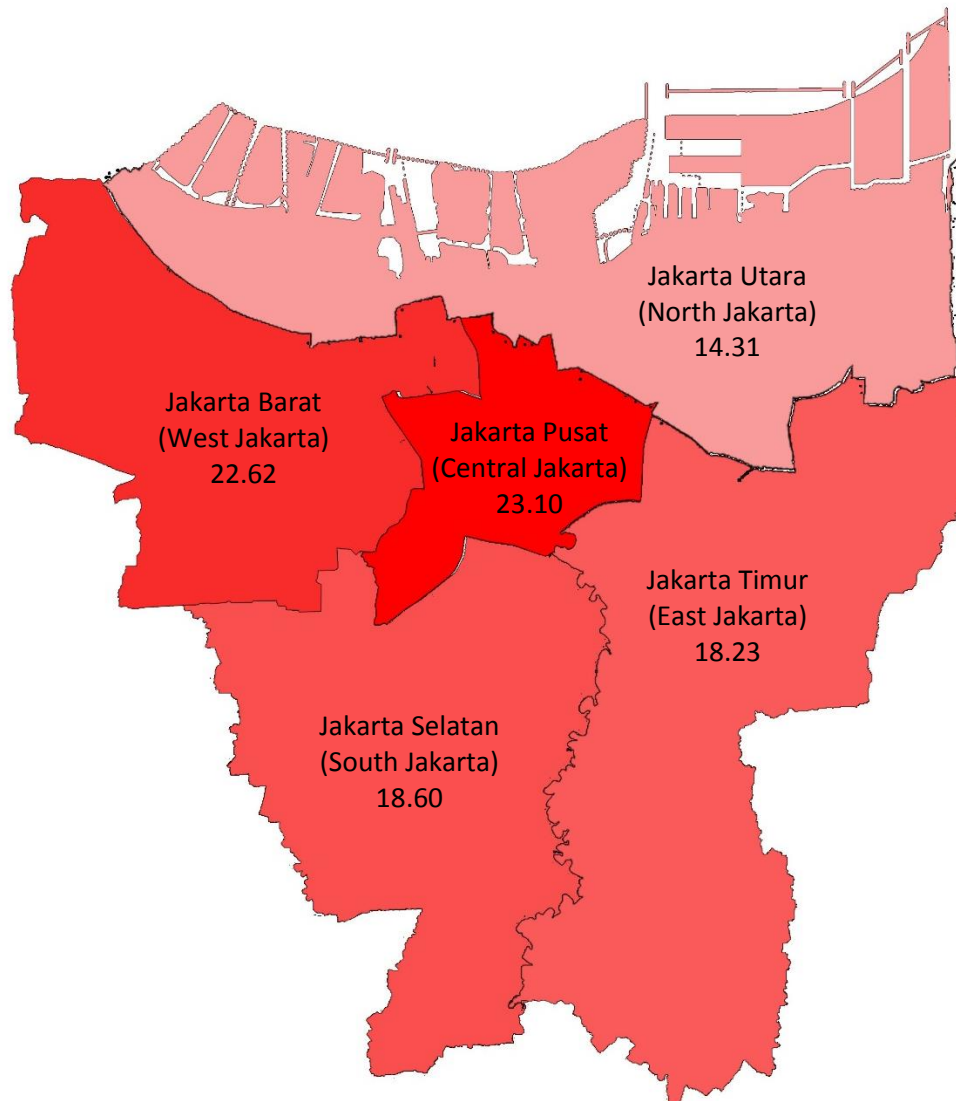 Jakarta Utara
(North Jakarta)
14.31
Jakarta Barat
(West Jakarta)
22.62
Jakarta Pusat
(Central Jakarta)
23.10
Jakarta Timur
(East Jakarta)
18.23
Jakarta Selatan
(South Jakarta)
18.60